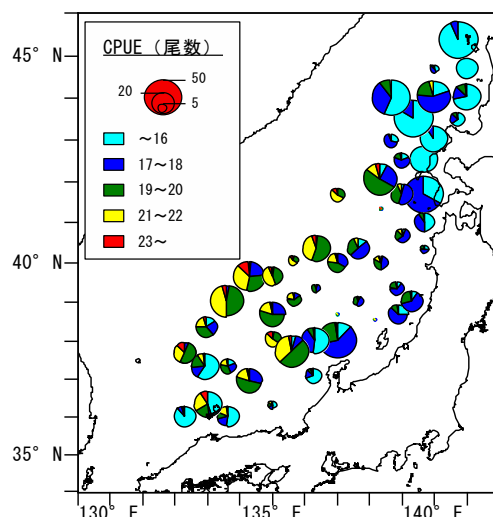 45° N
40° N
35° N
130° E
135° E
140° E
CPUE (尾数)
50
20
5
～16
17～18
19～20
21～22
23～